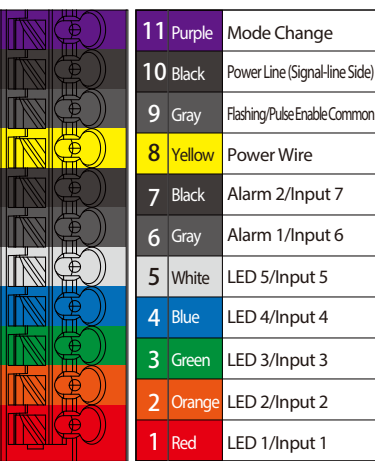 11 Purple Mode Change
10 Black Power Line (Signal-line Side)
9 Gray Flashing/Pulse Enable Common
8 Yellow Power Wire
7 Black Alarm 2/Input 7
6 Gray Alarm 1/Input 6
5 White LED 5/Input 5
4 Blue LED 4/Input 4
3 Green LED 3/Input 3
2 Orange LED 2/Input 2
1 Red LED 1/Input 1